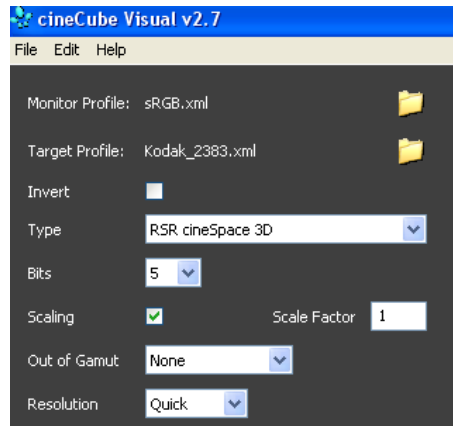 cineCube Visual v2.7
File Edit Help
Monitor Profile: sRGB.xml
Target Profile: Kodak_2383.xml
Invert
Type RSR cineSpace 3D
Bits 5
Scaling Scale Factor 1
Out of Gamut None
Resolution Quick